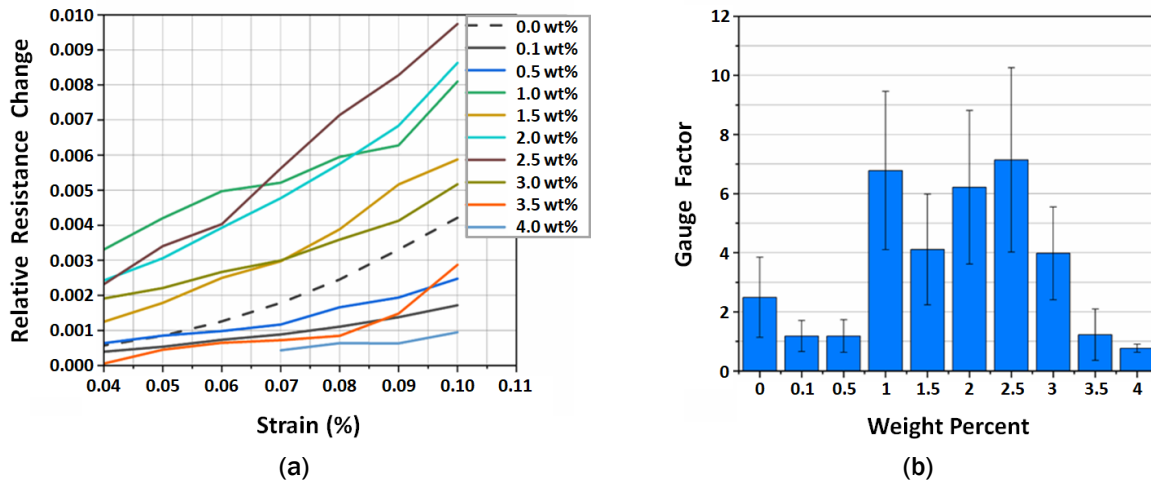 Relative Resistance Change
0.010
0.009
0.008
0.007
0.006
0.005
0.004
0.003
0.002
0.001
0.000
0.04 0.05 0.06 0.07 0.08 0.09 0.10 0.11
Strain (%)
0.0 wt%
0.1 wt%
0.5 wt%
1.0 wt%
1.5 wt%
2.0 wt%
2.5 wt%
3.0 wt%
3.5 wt%
4.0 wt%
(a)
Gauge Factor
12
10
8
6
4
2
0
0 0.1 0.5 1 1.5 2 2.5 3 3.5 4
Weight Percent
(b)